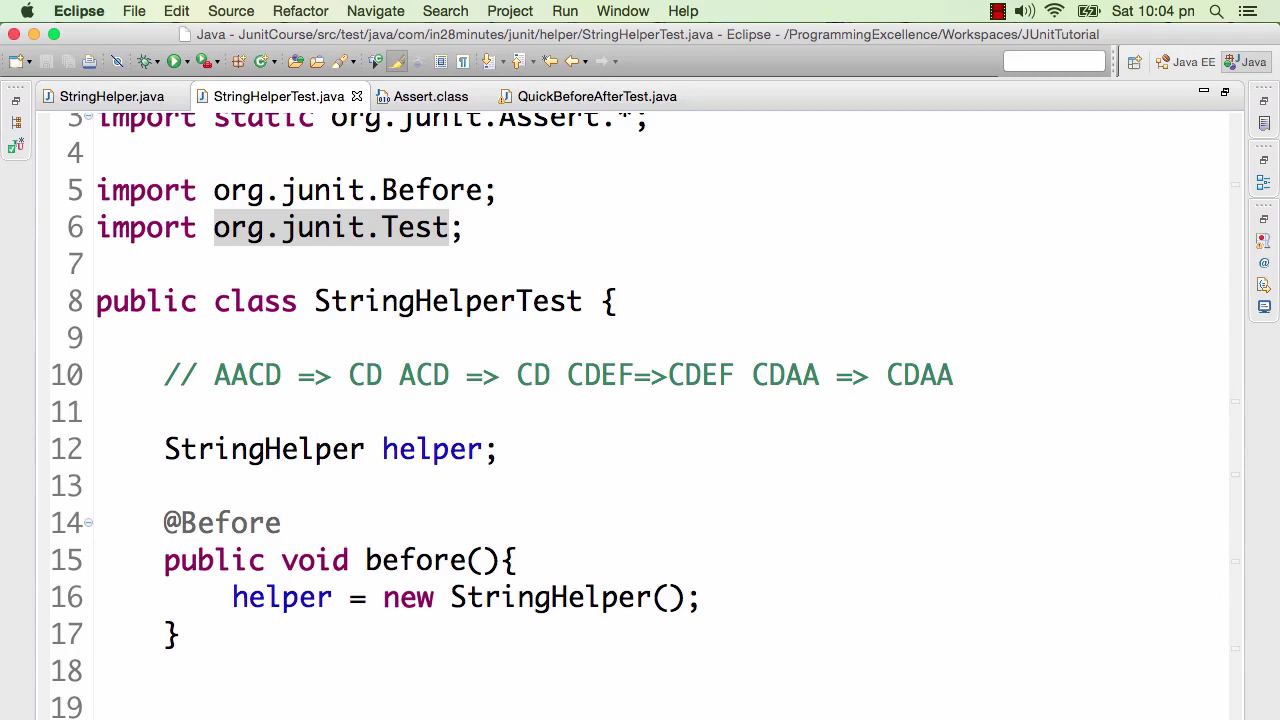 Eclipse File Edit Source Refactor Navigate Search Project Run Window Help Sat 10:04 pm
Java - JunitCourse/src/test/java/com/in28minutes/junit/helper/StringHelperTest.java - Eclipse - /ProgrammingExcellence/Workspaces/JUnitTutorial
Java EE Java
StringHelper.java StringHelperTest.java Assert.class QuickBeforeAfterTest.java
3 import static org.junit.Assert.*;
4
5 import org.junit.Before;
6 import org.junit.Test;
7
8 public class StringHelperTest {
9
10 // AACD => CD ACD => CD CDEF=>CDEF CDAA => CDAA
11
12 StringHelper helper;
13
14 @Before
15 public void before(){
16 helper = new StringHelper();
17 }
18
19